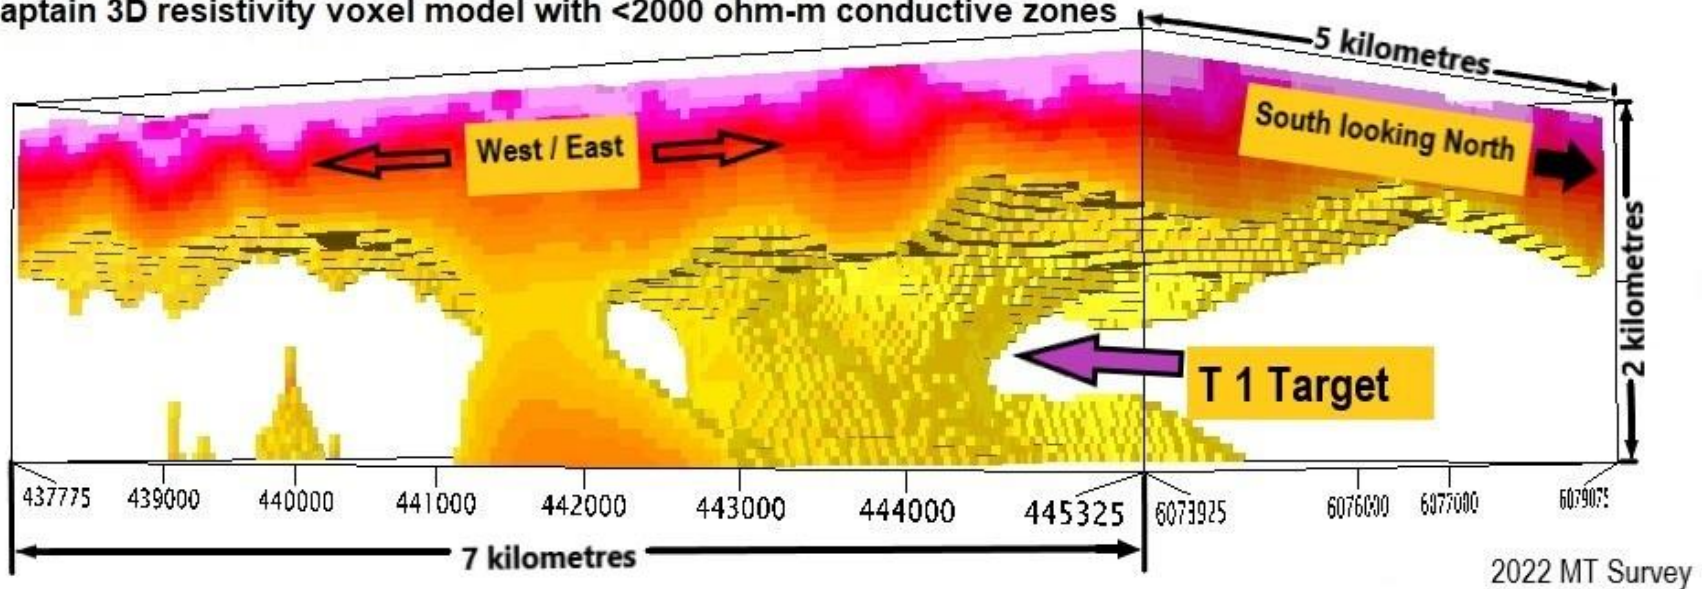 aptain 3D resistivity voxel model with <2000 ohm-m conductive zones
5 kilometres
West / East
South looking North
2 kilometres
T 1 Target
437775 439000 440000 441000 442000 443000 444000 445325 6073925 6076000 6077000 6079075
7 kilometres
2022 MT Survey